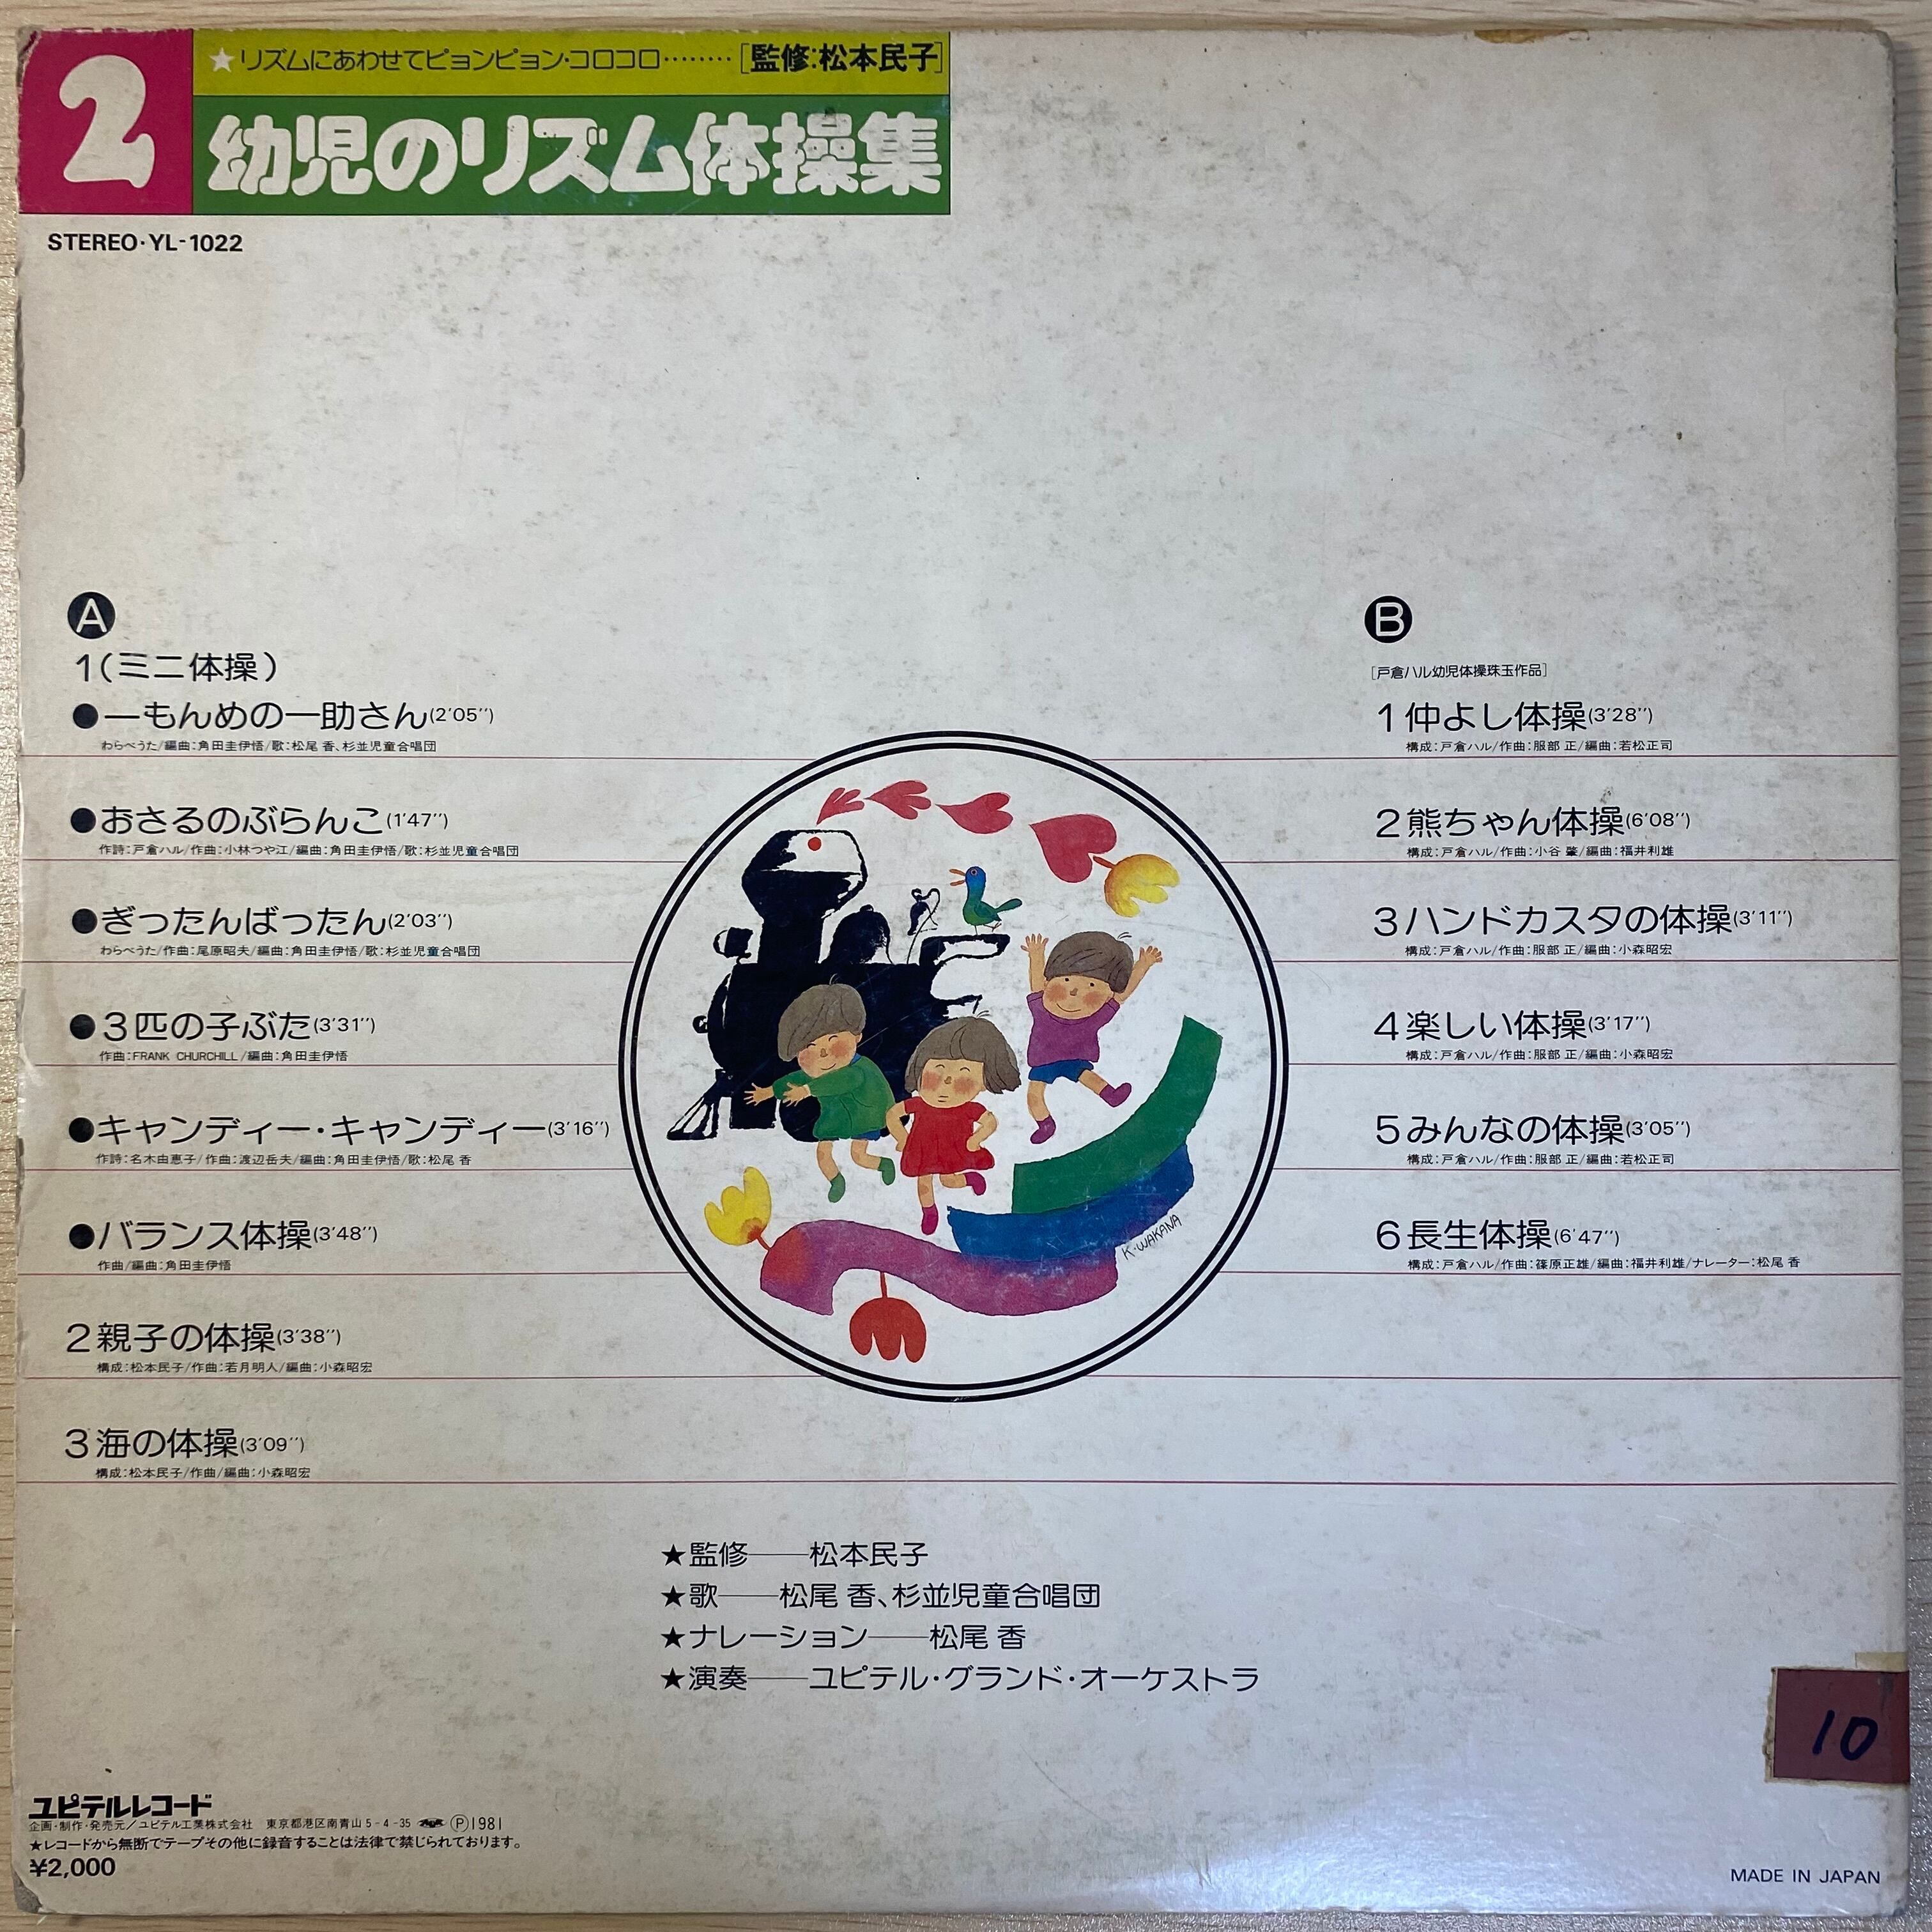 2
★リズムにあわせてピョンピョン・コロコロ………[監修:松本民子]
幼児のリズム体操集
STEREO・YL-1022
A
1(ミニ体操)
●一もんめの一助さん(2'05'')
わらべうた/編曲:角田圭伊悟/歌:松尾 香、杉並児童合唱団
●おさるのぶらんこ(1'47'')
作詩:戸倉ハル/作曲:小林つや江/編曲:角田圭伊悟/歌:杉並児童合唱団
●ぎったんばったん(2'03'')
わらべうた/作曲:尾原昭夫/編曲:角田圭伊悟/歌:杉並児童合唱団
●3匹の子ぶた(3'31'')
作曲:FRANK CHURCHILL/編曲:角田圭伊悟
●キャンディー・キャンディー(3'16'')
作詩:名木由恵子/作曲:渡辺岳夫/編曲:角田圭伊悟/歌:松尾 香
●バランス体操(3'48'')
作曲/編曲:角田圭伊悟
2親子の体操(3'38'')
構成:松本民子/作曲:若月明人/編曲:小森昭宏
3海の体操(3'09'')
構成:松本民子/作曲/編曲:小森昭宏
B
[戸倉ハル幼児体操珠玉作品]
1仲よし体操(3'28'')
構成:戸倉ハル/作曲:服部 正/編曲:若松正司
2熊ちゃん体操(6'08'')
構成:戸倉ハル/作曲:小谷 肇/編曲:福井利雄
3ハンドカスタの体操(3'11'')
構成:戸倉ハル/作曲:服部 正/編曲:小森昭宏
4楽しい体操(3'17'')
構成:戸倉ハル/作曲:服部 正/編曲:小森昭宏
5みんなの体操(3'05'')
構成:戸倉ハル/作曲:服部 正/編曲:若松正司
6長生体操(6'47'')
構成:戸倉ハル/作曲:篠原正雄/編曲:福井利雄/ナレーター:松尾 香
K・WAKANA
★監修――松本民子
★歌――松尾 香、杉並児童合唱団
★ナレーション――松尾 香
★演奏――ユピテル・グランド・オーケストラ
10
ユピテルレコード
企画・制作・発売元/ユピテル工業株式会社 東京都港区南青山5-4-35 Ⓟ1981
★レコードから無断でテープその他に録音することは法律で禁じられております。
¥2,000
MADE IN JAPAN